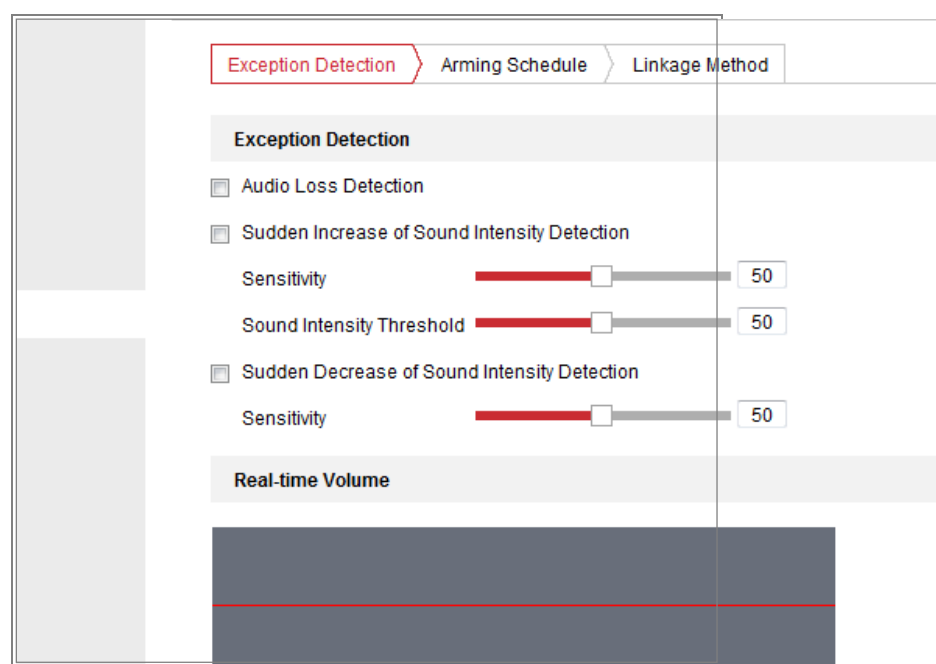 Exception Detection Arming Schedule Linkage Method
Exception Detection
Audio Loss Detection
Sudden Increase of Sound Intensity Detection
Sensitivity 50
Sound Intensity Threshold 50
Sudden Decrease of Sound Intensity Detection
Sensitivity 50
Real-time Volume